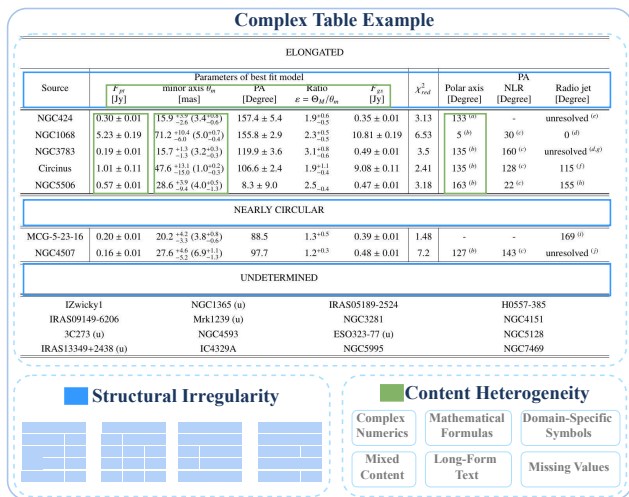 Complex Table Example
ELONGATED
Parameters of best fit model PA
Source F_pt minor axis θ_m PA Ratio F_gs χ²_red Polar axis NLR Radio jet
[Jy] [mas] [Degree] ε = Θ_M/θ_m [Jy] [Degree] [Degree] [Degree]
NGC424 0.30 ± 0.01 15.9 +3.9 −2.6 (3.4 +0.8 −0.6) 157.4 ± 5.4 1.9 +0.6 −0.5 0.35 ± 0.01 3.13 133 (a) - unresolved (e)
NGC1068 5.23 ± 0.19 71.2 +10.4 −6.0 (5.0 +0.7 −0.4) 155.8 ± 2.9 2.3 +0.5 −0.5 10.81 ± 0.19 6.53 5 (b) 30 (c) 0 (d)
NGC3783 0.19 ± 0.01 15.7 +1.3 −1.3 (3.2 +0.3 −0.3) 119.9 ± 3.6 3.1 +0.8 −0.6 0.49 ± 0.01 3.5 135 (b) 160 (c) unresolved (d,g)
Circinus 1.01 ± 0.11 47.6 +13.1 −15.0 (1.0 +0.2 −0.3) 106.6 ± 2.4 1.9 +1.1 −0.4 9.08 ± 0.11 2.41 135 (b) 128 (c) 115 (f)
NGC5506 0.57 ± 0.01 28.6 +3.9 −9.4 (4.0 +0.5 −1.3) 8.3 ± 9.0 2.5 −0.4 0.47 ± 0.01 3.18 163 (b) 22 (c) 155 (h)
NEARLY CIRCULAR
MCG-5-23-16 0.20 ± 0.01 20.2 +4.2 −3.3 (3.8 +0.8 −0.6) 88.5 1.3 +0.5 0.39 ± 0.01 1.48 - - 169 (i)
NGC4507 0.16 ± 0.01 27.6 +4.6 −5.2 (6.9 +1.1 −1.3) 97.7 1.2 +0.3 0.48 ± 0.01 7.2 127 (b) 143 (c) unresolved (j)
UNDETERMINED
IZwicky1 NGC1365 (u) IRAS05189-2524 H0557-385
IRAS09149-6206 Mrk1239 (u) NGC3281 NGC4151
3C273 (u) NGC4593 ESO323-77 (u) NGC5128
IRAS13349+2438 (u) IC4329A NGC5995 NGC7469
Structural Irregularity
Content Heterogeneity
Complex Numerics
Mathematical Formulas
Domain-Specific Symbols
Mixed Content
Long-Form Text
Missing Values